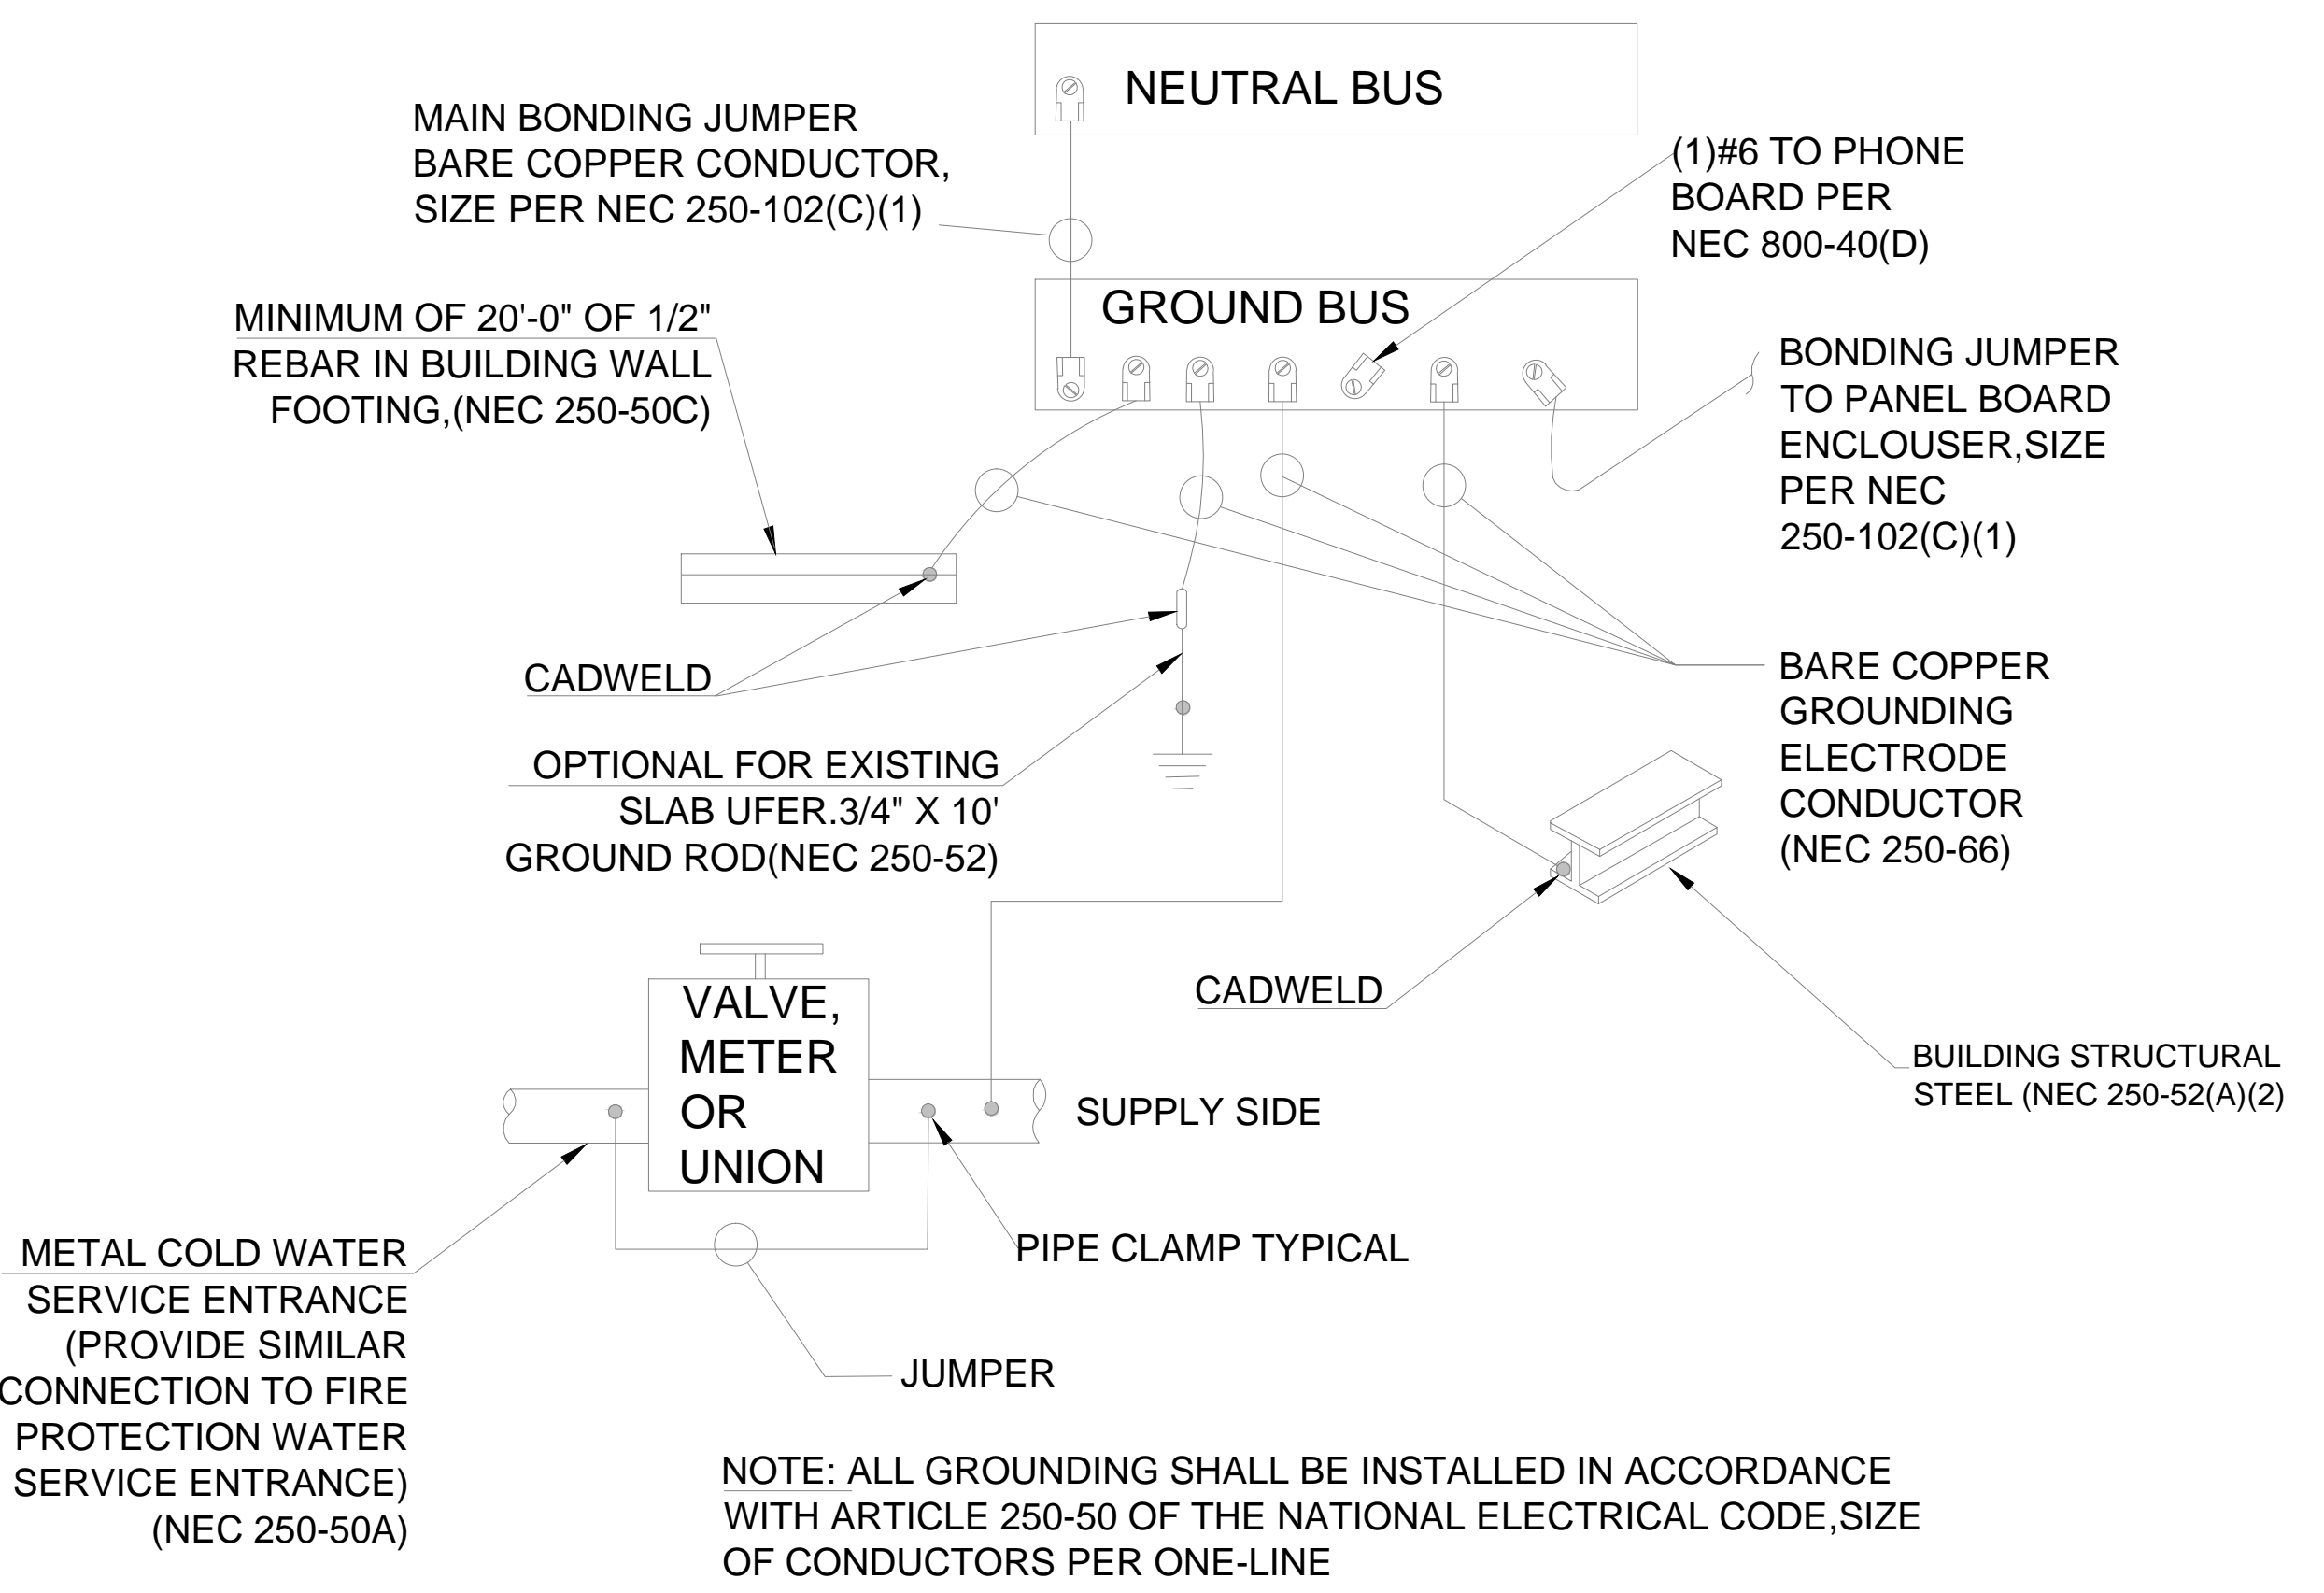 NEUTRAL BUS
MAIN BONDING JUMPER
BARE COPPER CONDUCTOR,
SIZE PER NEC 250-102(C)(1)
(1)#6 TO PHONE
BOARD PER
NEC 800-40(D)
GROUND BUS
MINIMUM OF 20'-0" OF 1/2"
REBAR IN BUILDING WALL
FOOTING,(NEC 250-50C)
BONDING JUMPER
TO PANEL BOARD
ENCLOUSER,SIZE
PER NEC
250-102(C)(1)
CADWELD
BARE COPPER
GROUNDING
ELECTRODE
CONDUCTOR
(NEC 250-66)
OPTIONAL FOR EXISTING
SLAB UFER.3/4" X 10'
GROUND ROD(NEC 250-52)
CADWELD
VALVE,
METER
OR
UNION
SUPPLY SIDE
BUILDING STRUCTURAL
STEEL (NEC 250-52(A)(2)
METAL COLD WATER
SERVICE ENTRANCE
(PROVIDE SIMILAR
CONNECTION TO FIRE
PROTECTION WATER
SERVICE ENTRANCE)
(NEC 250-50A)
PIPE CLAMP TYPICAL
JUMPER
NOTE: ALL GROUNDING SHALL BE INSTALLED IN ACCORDANCE
WITH ARTICLE 250-50 OF THE NATIONAL ELECTRICAL CODE,SIZE
OF CONDUCTORS PER ONE-LINE